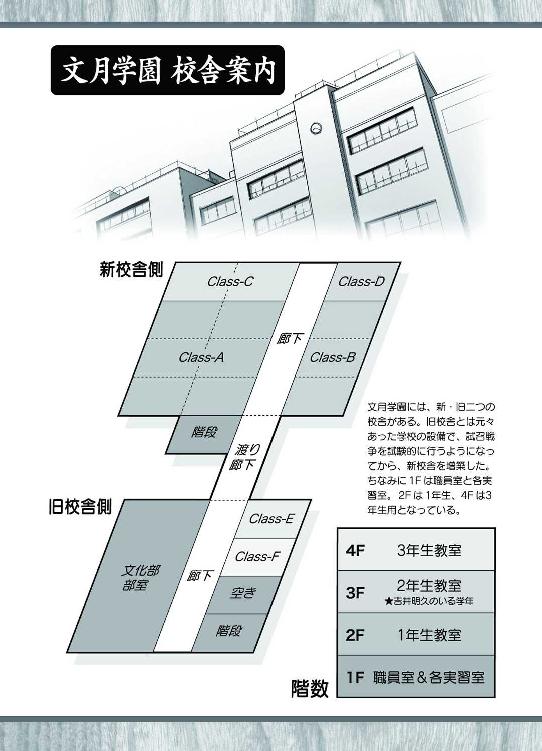 文月学園 校舎案内
新校舎側
Class-C
Class-D
廊下
Class-A
Class-B
階段
渡り
廊下
文月学園には、新・旧二つの
校舎がある。旧校舎とは元々
あった学校の設備で、試召戦
争を試験的に行うようになっ
てから、新校舎を増築した。
ちなみに1Fは職員室と各実
習室。2Fは1年生、4Fは3
年生用となっている。
旧校舎側
Class-E
Class-F
文化部
部室
廊下
空き
階段
4F 3年生教室
3F 2年生教室
★吉井明久のいる学年
2F 1年生教室
1F 職員室&各実習室
階数